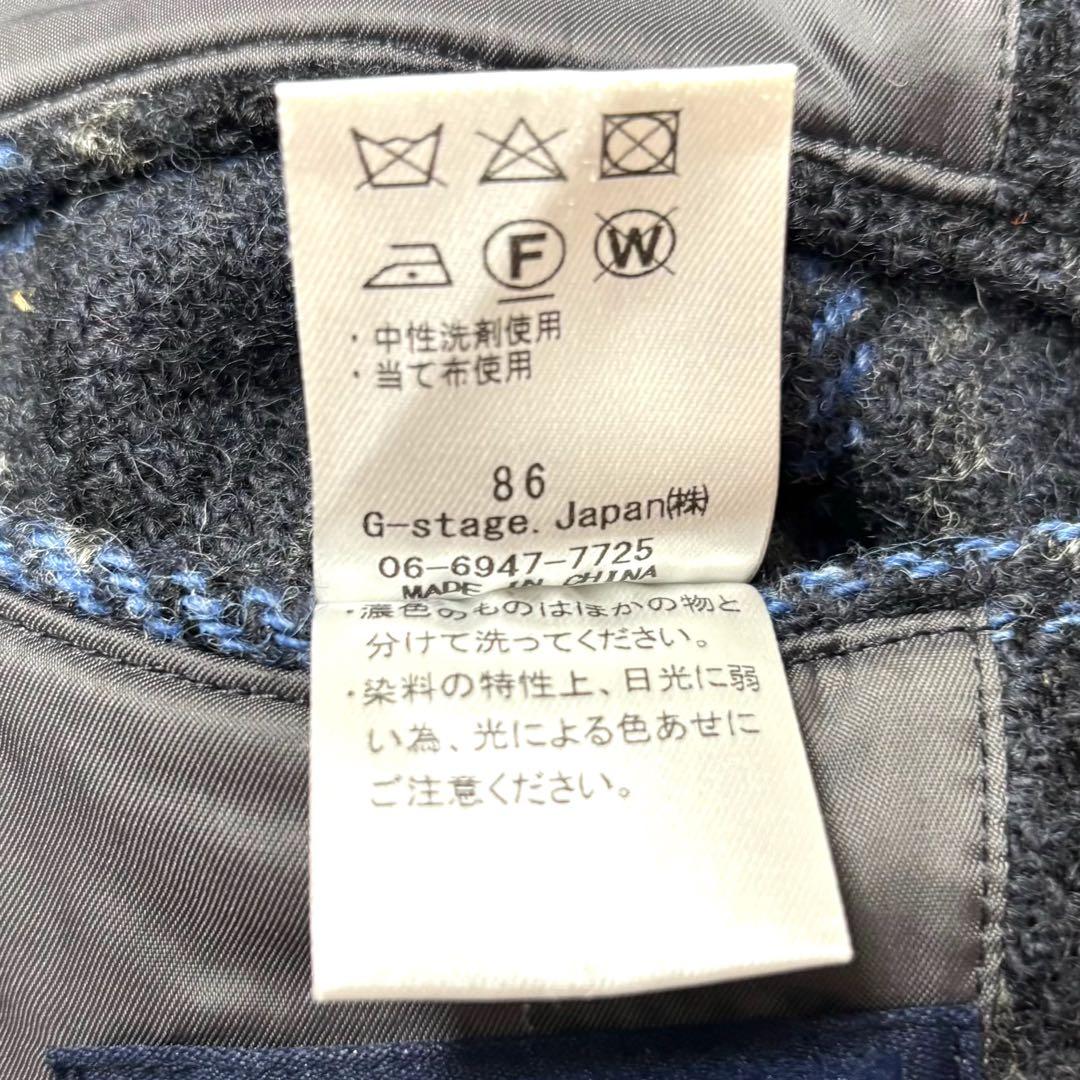 F W
・中性洗剤使用
・当て布使用
86
G-stage. Japan㈱
06-6947-7725
MADE IN CHINA
・濃色のものはほかの物と
分けて洗ってください。
・染料の特性上、日光に弱
い為、光による色あせに
ご注意ください。